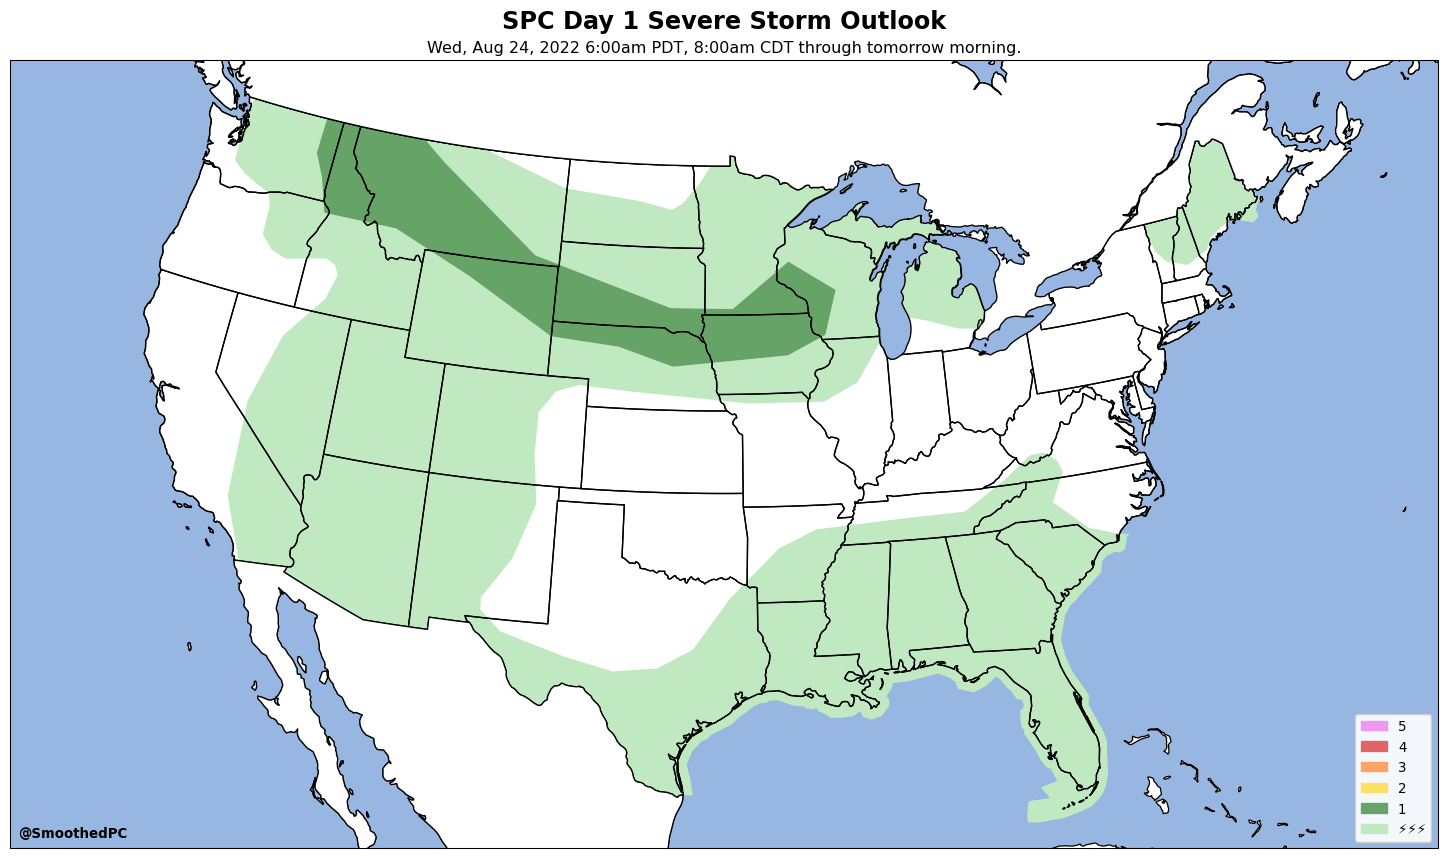 SPC Day 1 Severe Storm Outlook
Wed, Aug 24, 2022 6:00am PDT, 8:00am CDT through tomorrow morning.
5
4
3
2
1
⚡⚡⚡
@SmoothedPC